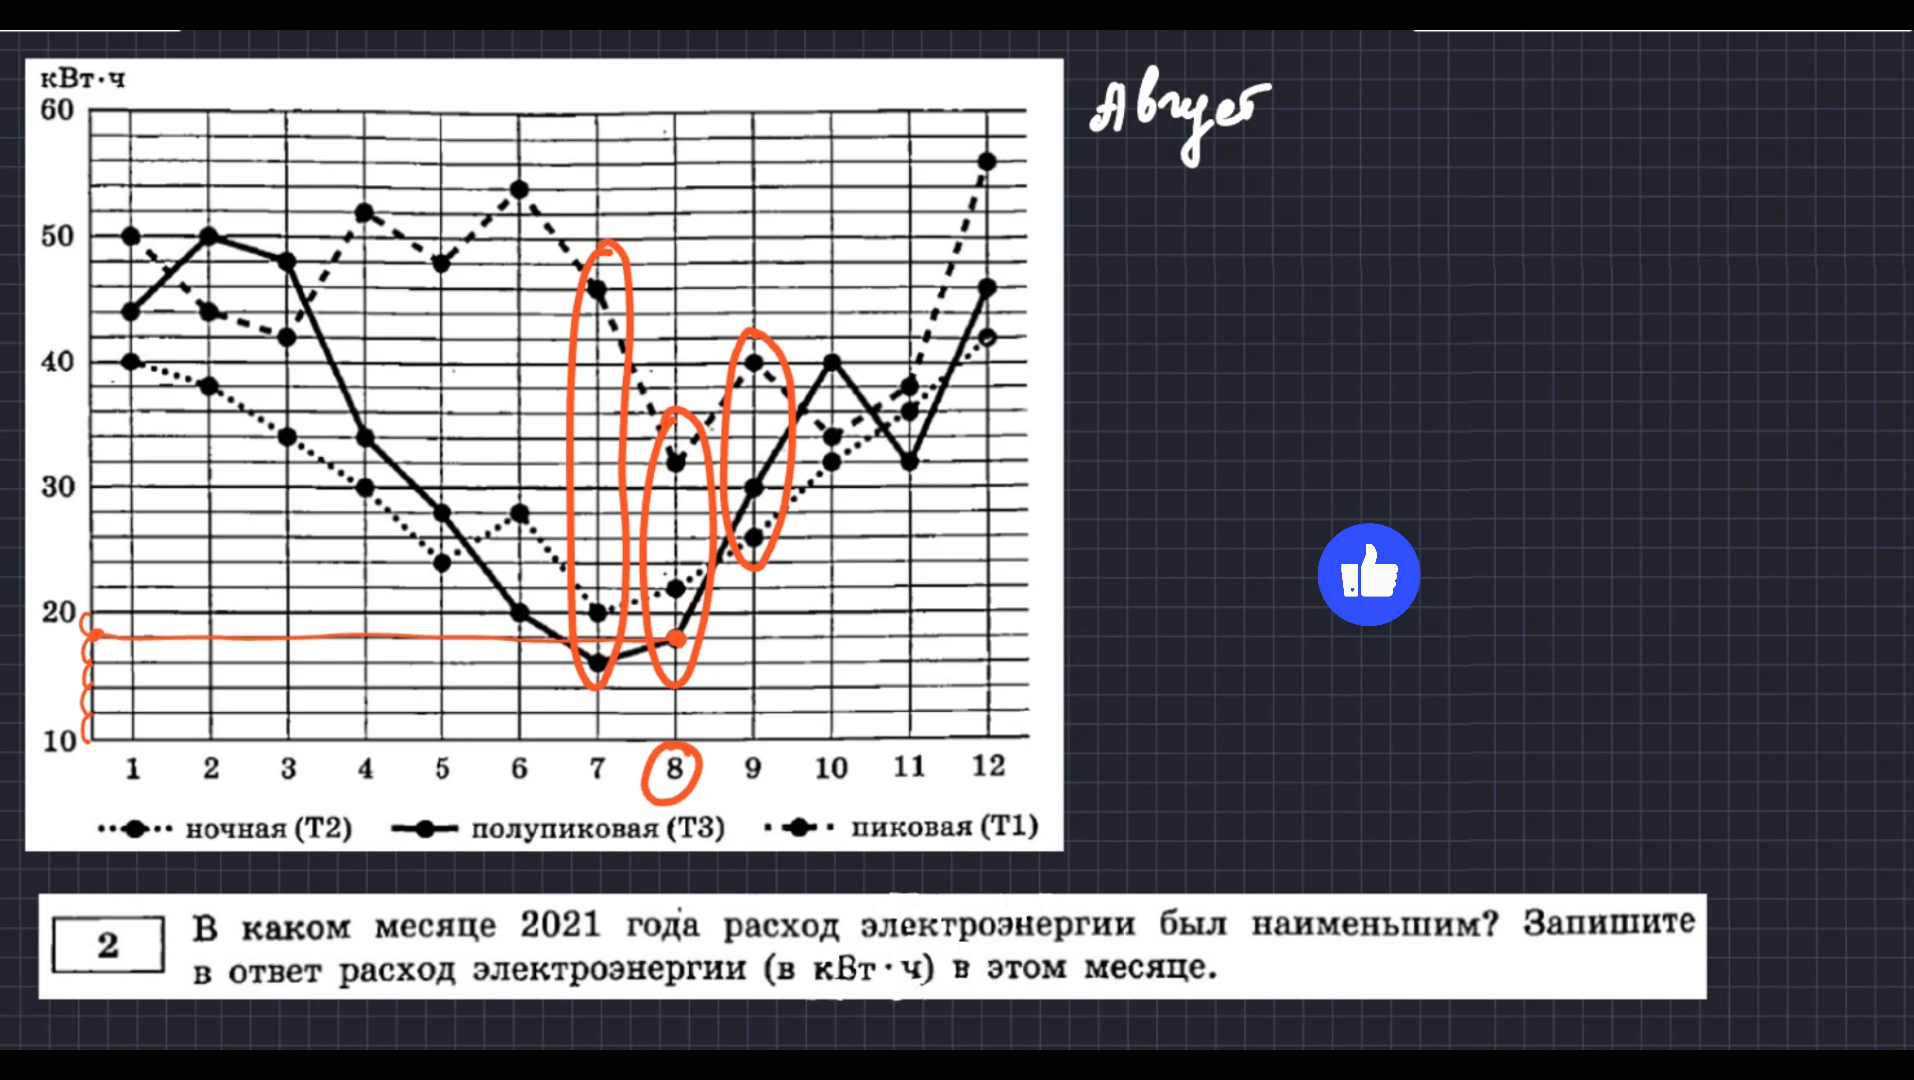 кВт·ч
Август
60
50
40
30
20
10
1 2 3 4 5 6 7 8 9 10 11 12
ночная (Т2) полупиковая (Т3) пиковая (Т1)
2 В каком месяце 2021 года расход электроэнергии был наименьшим? Запишите
в ответ расход электроэнергии (в кВт·ч) в этом месяце.